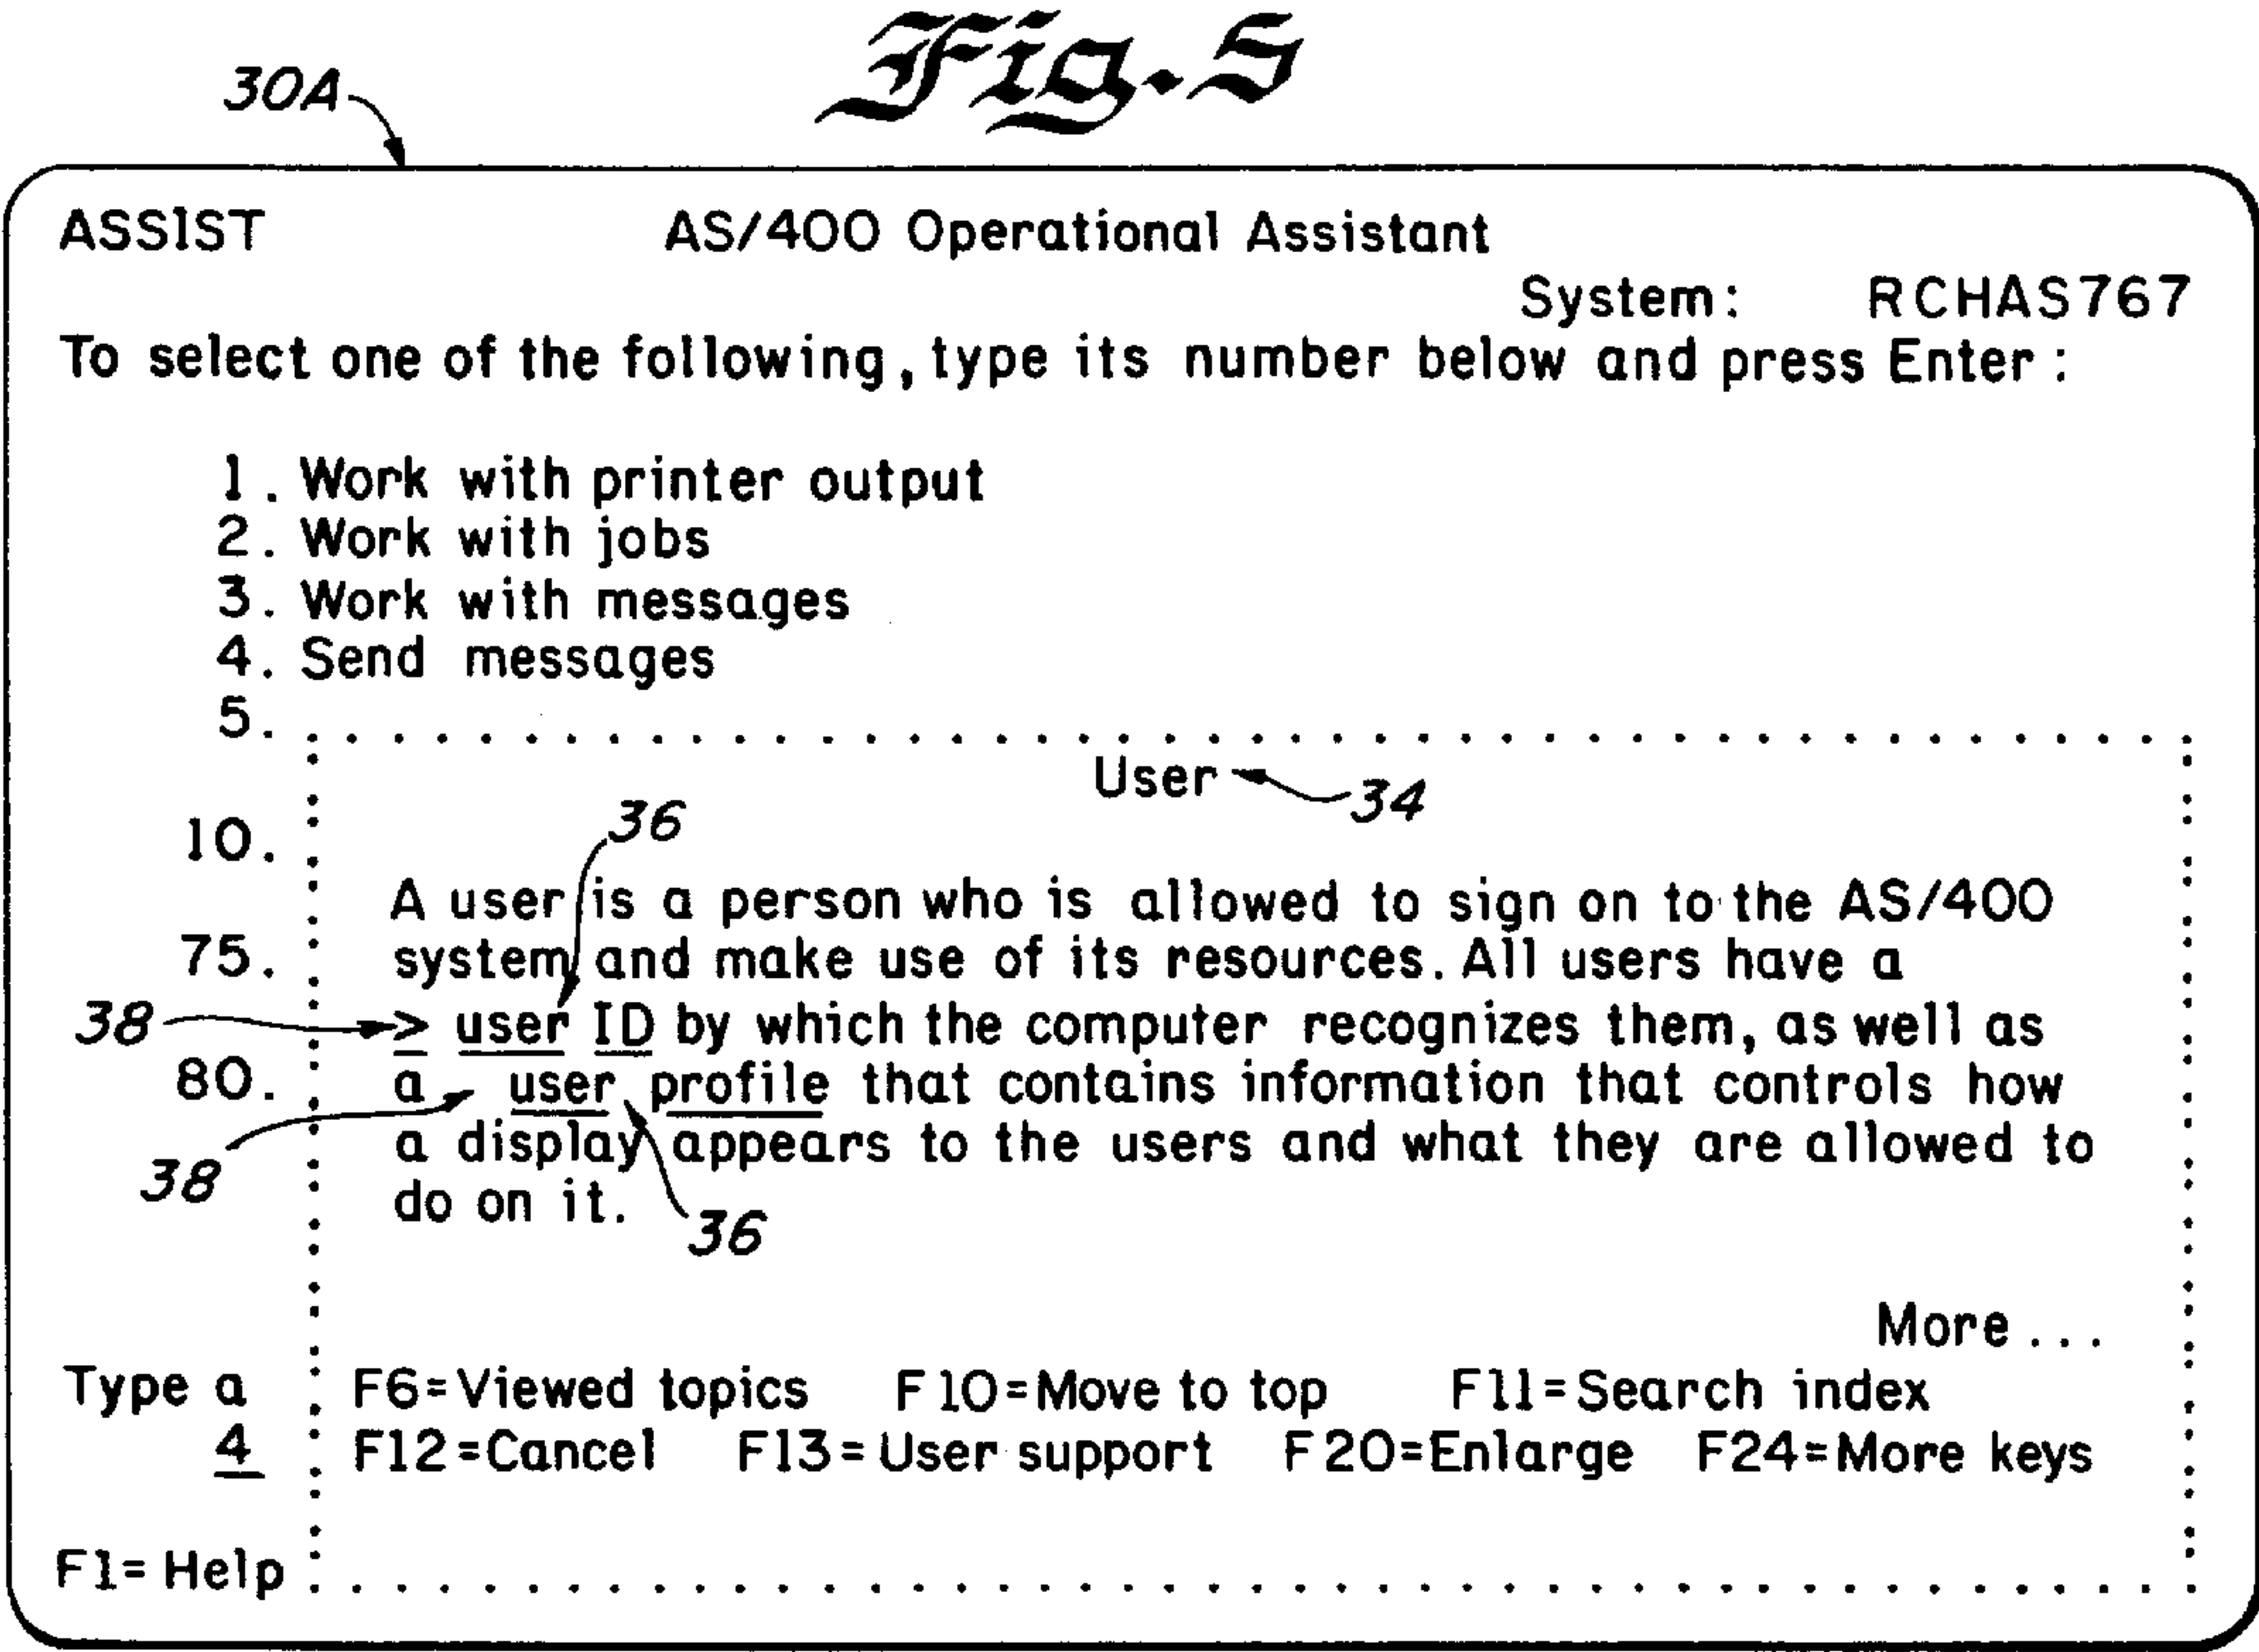 Fig. 5
30A
ASSIST AS/400 Operational Assistant
System: RCHAS767
To select one of the following, type its number below and press Enter:
1. Work with printer output
2. Work with jobs
3. Work with messages
4. Send messages
5.
User 34
36
10.
A user is a person who is allowed to sign on to the AS/400
75. system and make use of its resources. All users have a
38 > user ID by which the computer recognizes them, as well as
80. a user profile that contains information that controls how
a display appears to the users and what they are allowed to
38 do on it. 36
More...
Type a F6=Viewed topics F10=Move to top F11=Search index
4 F12=Cancel F13=User support F20=Enlarge F24=More keys
F1=Help